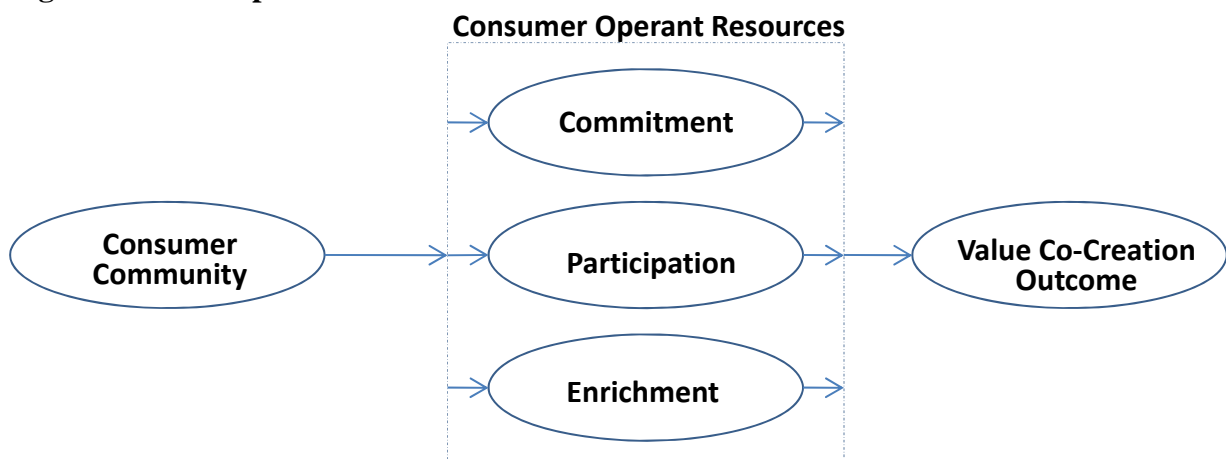 Consumer Operant Resources
Commitment
Consumer
Community
Participation
Value Co-Creation
Outcome
Enrichment